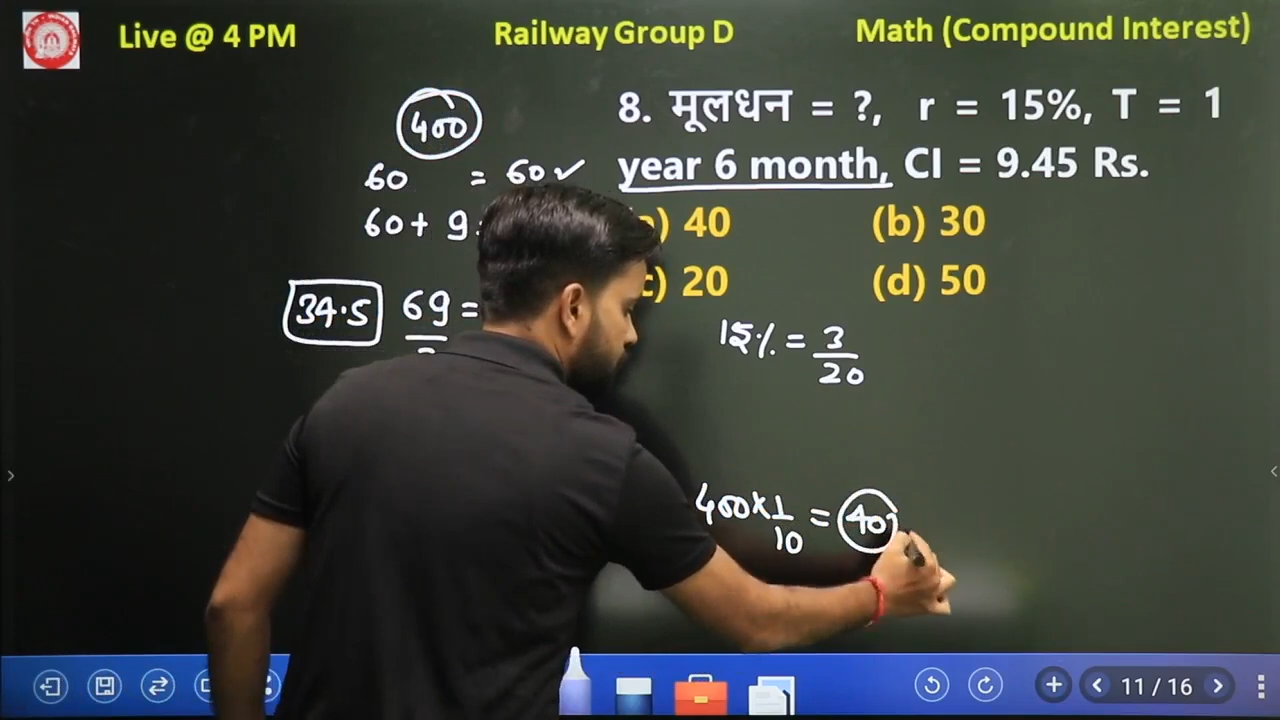 Live @ 4 PM
Railway Group D
Math (Compound Interest)
400
8. मूलधन = ?, r = 15%, T = 1
year 6 month, CI = 9.45 Rs.
60 = 60 ✓
60 + 9
) 40
(b) 30
c) 20
(d) 50
34.5
69 =
15% = 3/20
400 × 1/10 = 40
11 / 16